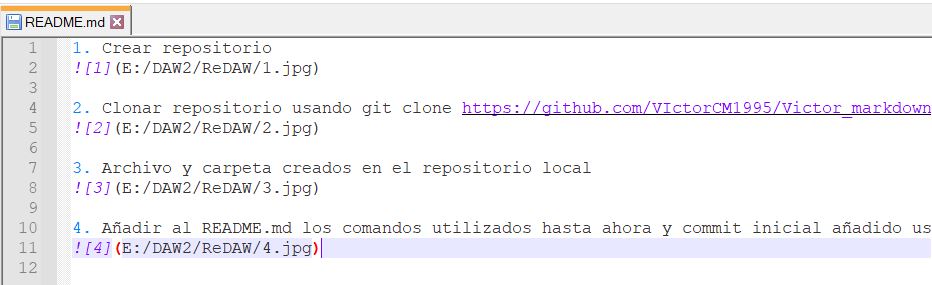 README.md
1 1. Crear repositorio
2 ![1](E:/DAW2/ReDAW/1.jpg)
3
4 2. Clonar repositorio usando git clone https://github.com/VIctorCM1995/Victor_markdown
5 ![2](E:/DAW2/ReDAW/2.jpg)
6
7 3. Archivo y carpeta creados en el repositorio local
8 ![3](E:/DAW2/ReDAW/3.jpg)
9
10 4. Añadir al README.md los comandos utilizados hasta ahora y commit inicial añadido us
11 ![4](E:/DAW2/ReDAW/4.jpg)
12